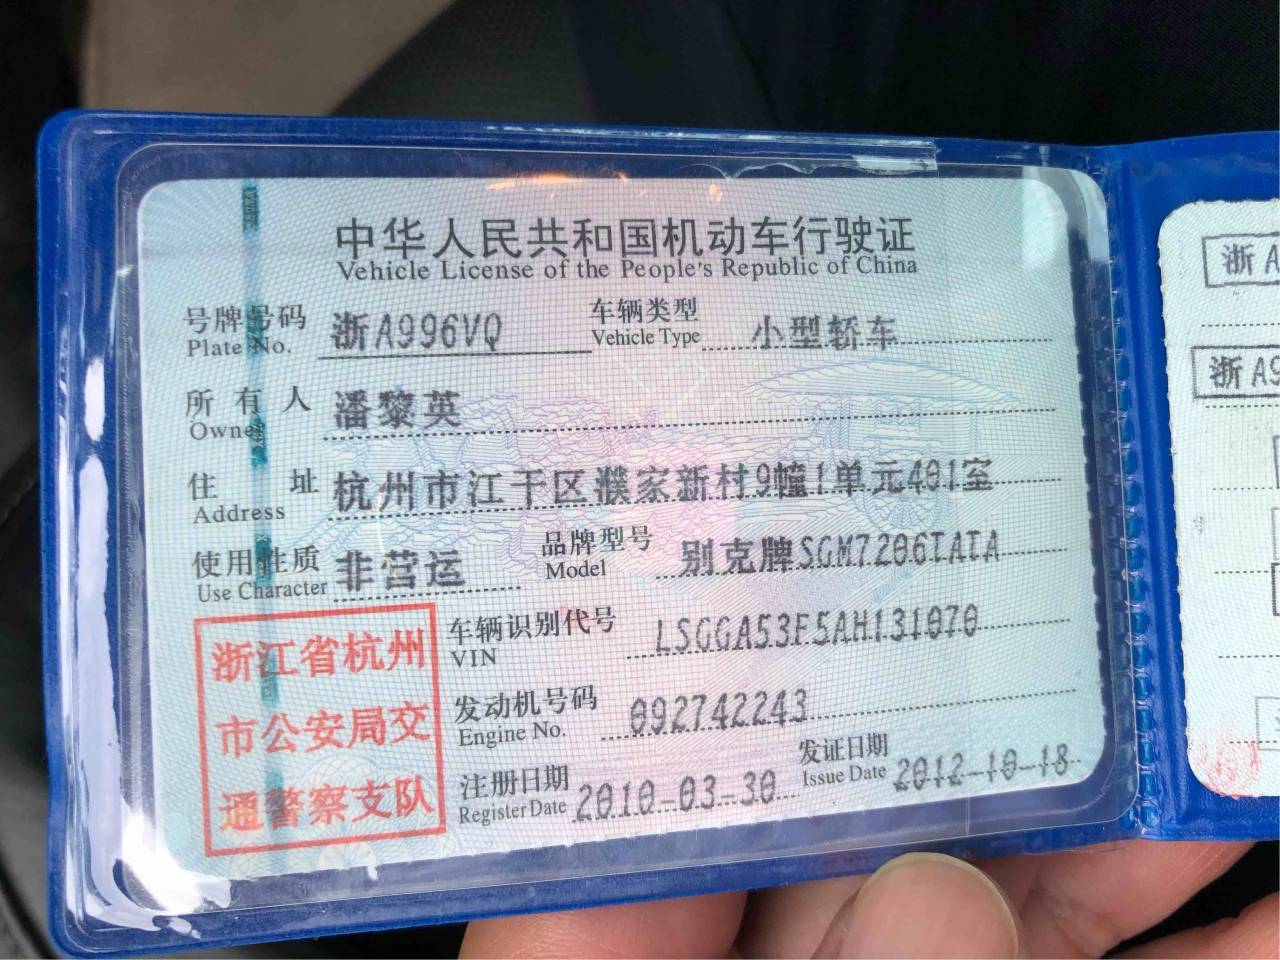 中华人民共和国机动车行驶证
Vehicle License of the People's Republic of China
号牌号码 浙A996VQ 车辆类型 小型轿车
Plate No. Vehicle Type
所有人 潘黎英
Owner
住址 杭州市江干区濮家新村9幢1单元401室
Address
使用性质 非营运 品牌型号 别克牌SGM7206TATA
Use Character Model
浙江省杭州
市公安局交
通警察支队
车辆识别代号 LSGGA53F5AH131070
VIN
发动机号码 092742243
Engine No.
注册日期 2010-03-30 发证日期 2012-10-18
Register Date Issue Date
浙A
浙A9